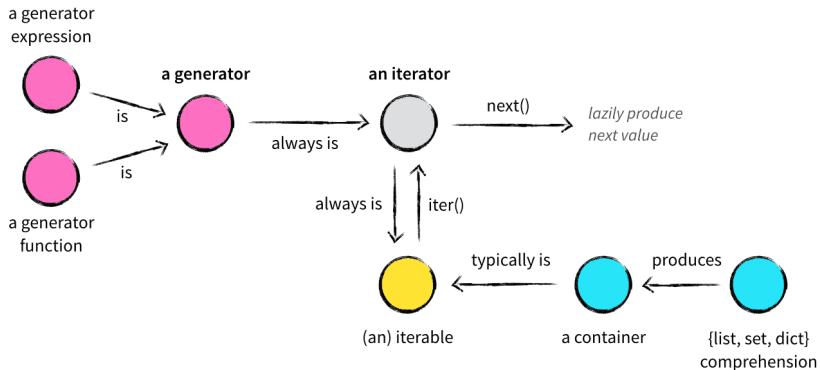 a generator
expression
a generator
an iterator
is
next()
lazily produce
next value
always is
is
always is
iter()
a generator
function
typically is
produces
(an) iterable
a container
{list, set, dict}
comprehension